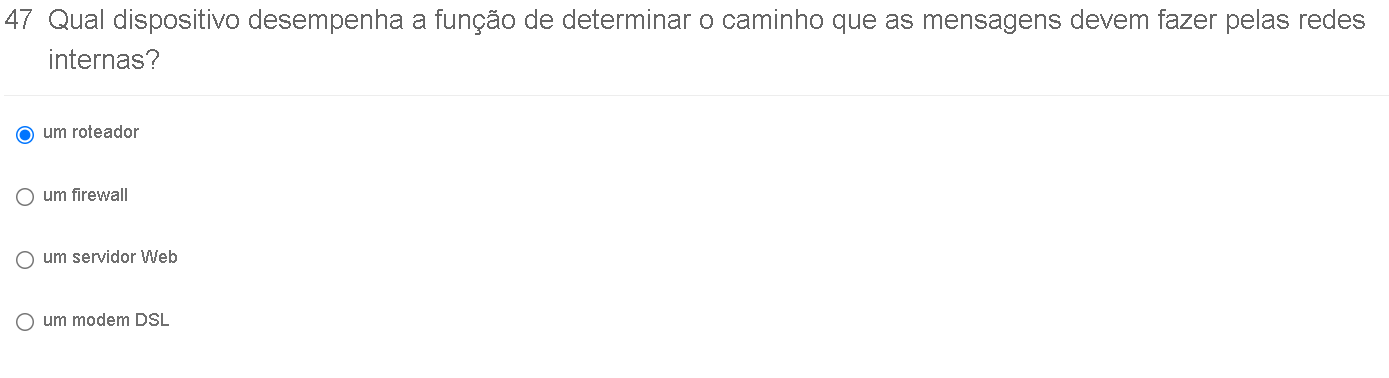 47 Qual dispositivo desempenha a função de determinar o caminho que as mensagens devem fazer pelas redes
internas?
um roteador
um firewall
um servidor Web
um modem DSL